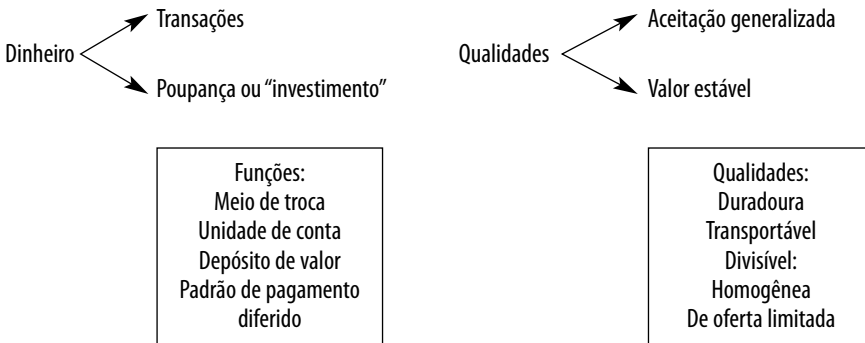 Transações
Dinheiro
Poupança ou “investimento”
Aceitação generalizada
Qualidades
Valor estável
Funções:
Meio de troca
Unidade de conta
Depósito de valor
Padrão de pagamento
diferido
Qualidades:
Duradoura
Transportável
Divisível:
Homogênea
De oferta limitada